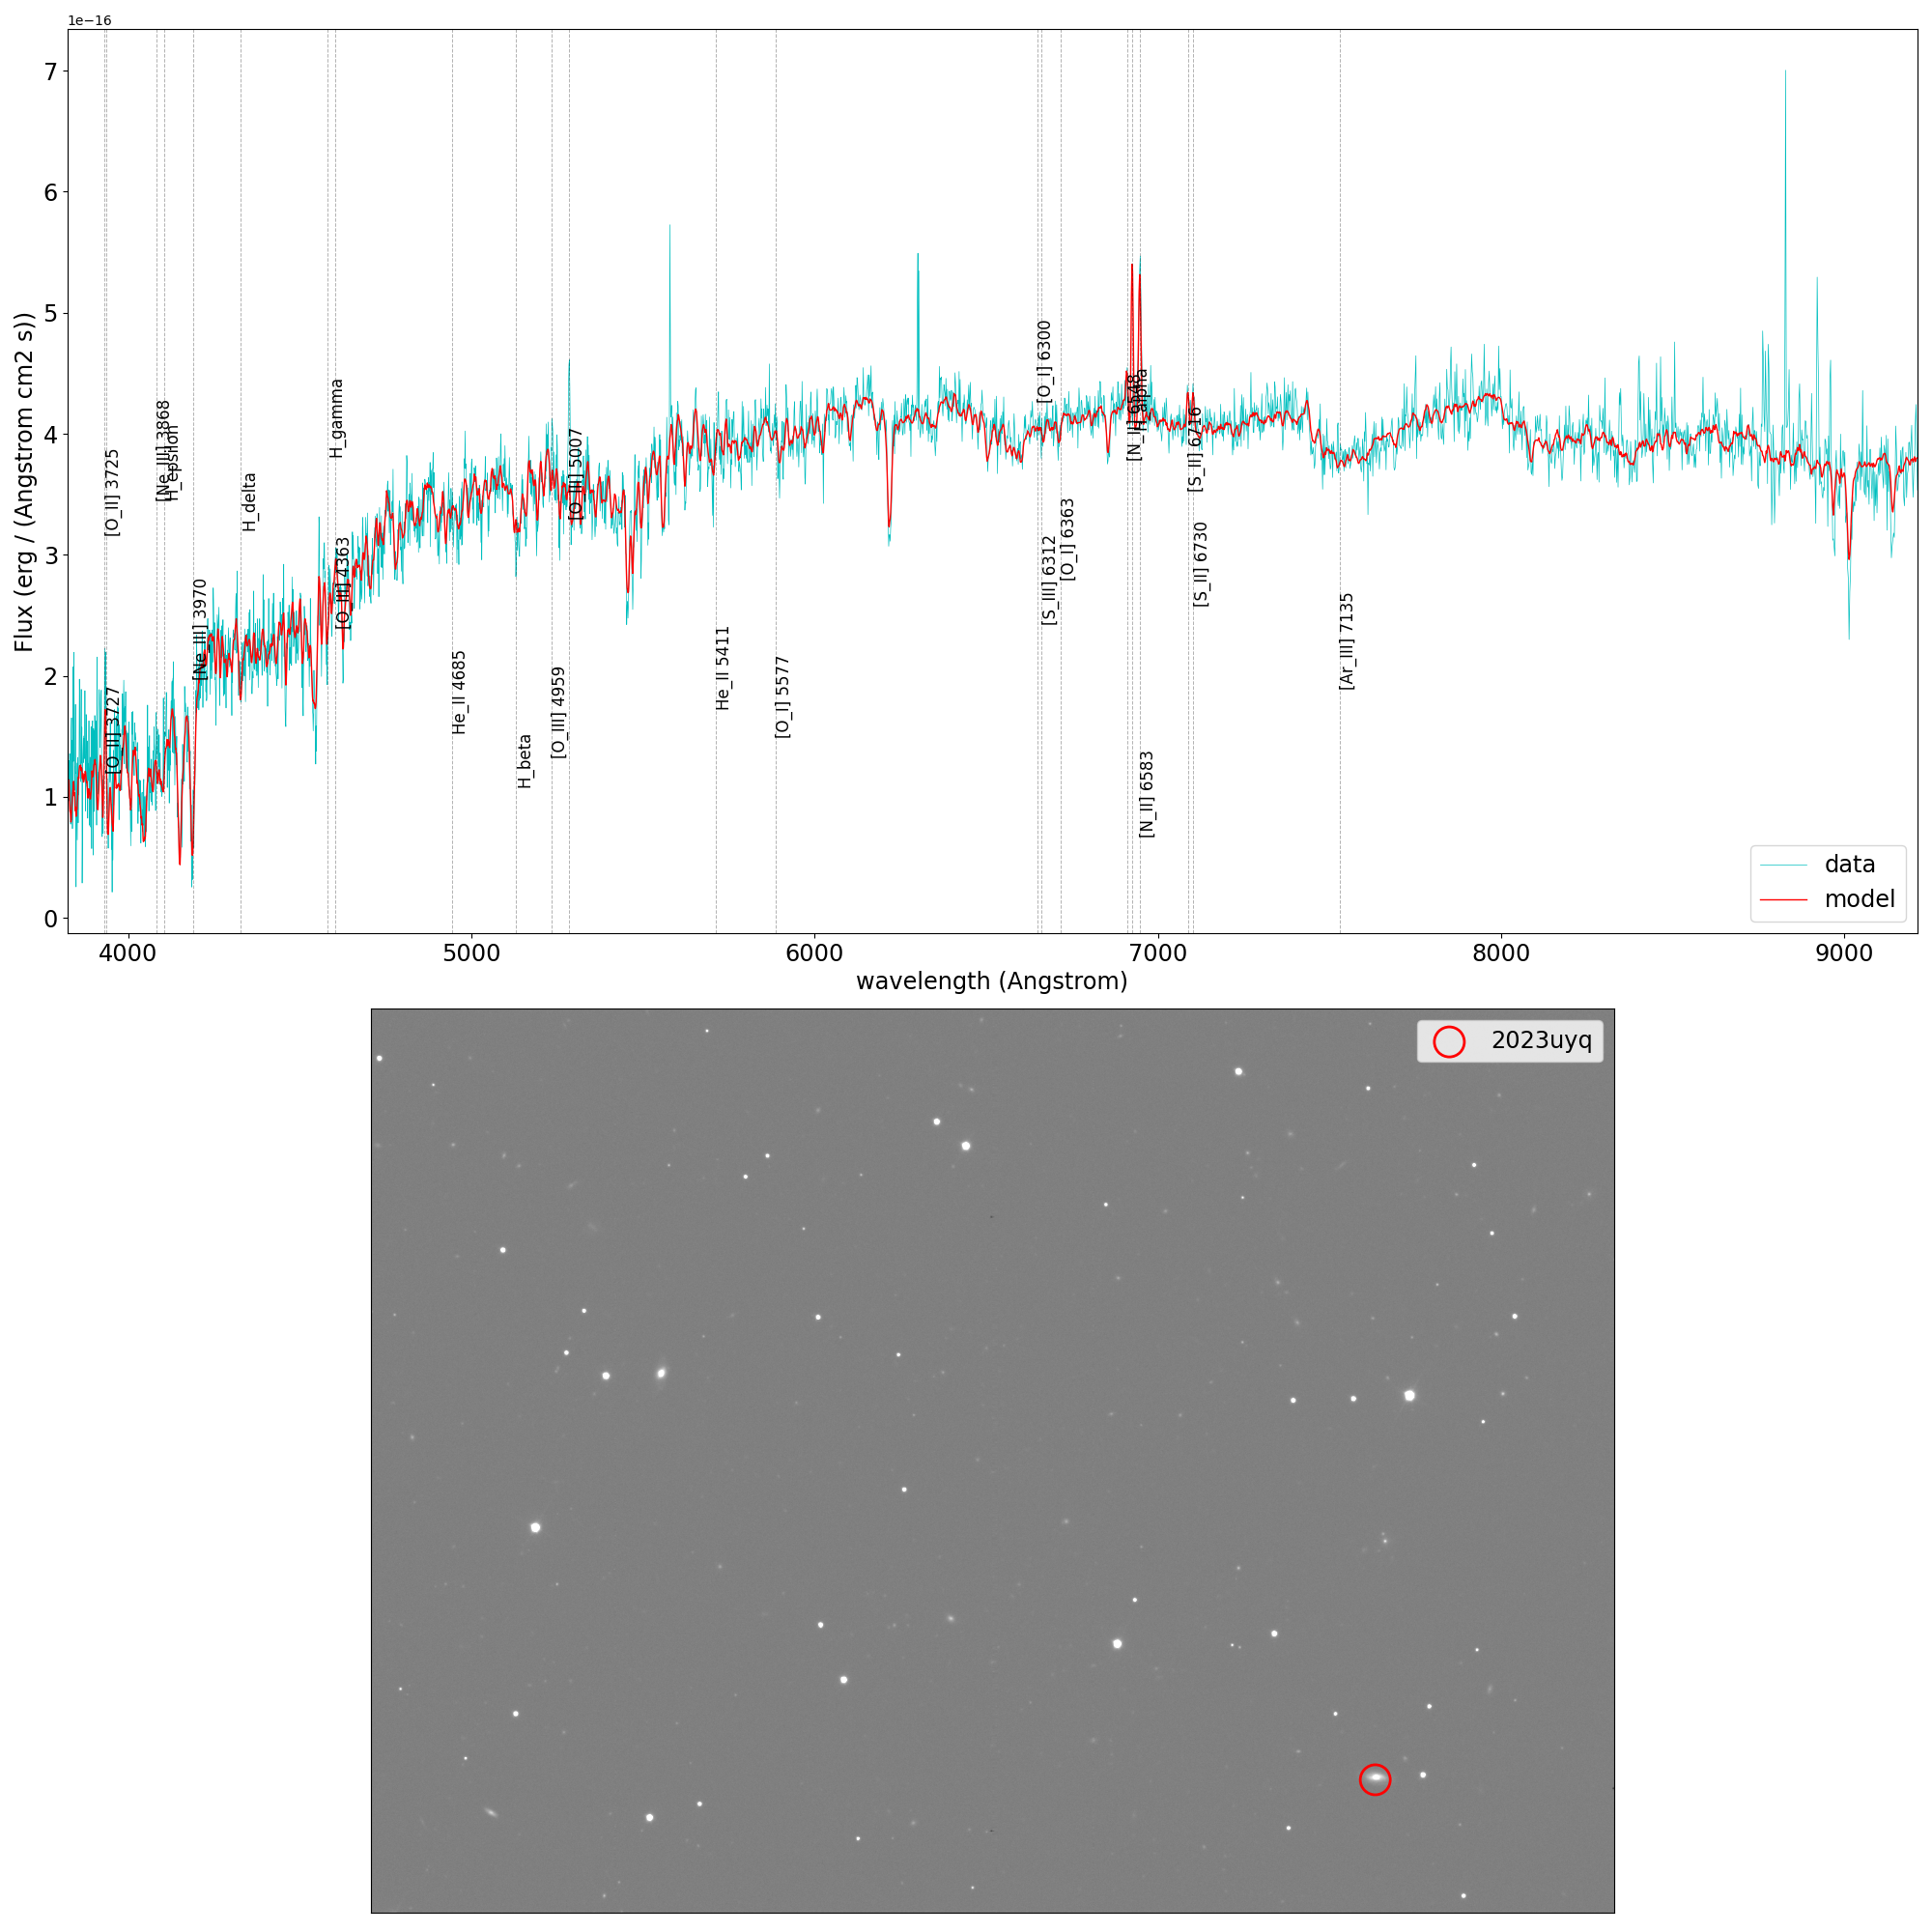 1e−16
7
6
5
4
3
2
1
0
Flux (erg / (Angstrom cm2 s))
[O_II] 3725
[O_II] 3727
[Ne_III] 3868
H_epsilon
[Ne_III] 3970
H_delta
H_gamma
[O_III] 4363
He_II 4685
H_beta
[O_III] 4959
[O_III] 5007
He_II 5411
[O_I] 5577
[O_I] 6300
[S_III] 6312
[O_I] 6363
[N_II] 6548
H_alpha
[N_II] 6583
[S_II] 6716
[S_II] 6730
[Ar_III] 7135
data
model
4000 5000 6000 7000 8000 9000
wavelength (Angstrom)
2023uyq